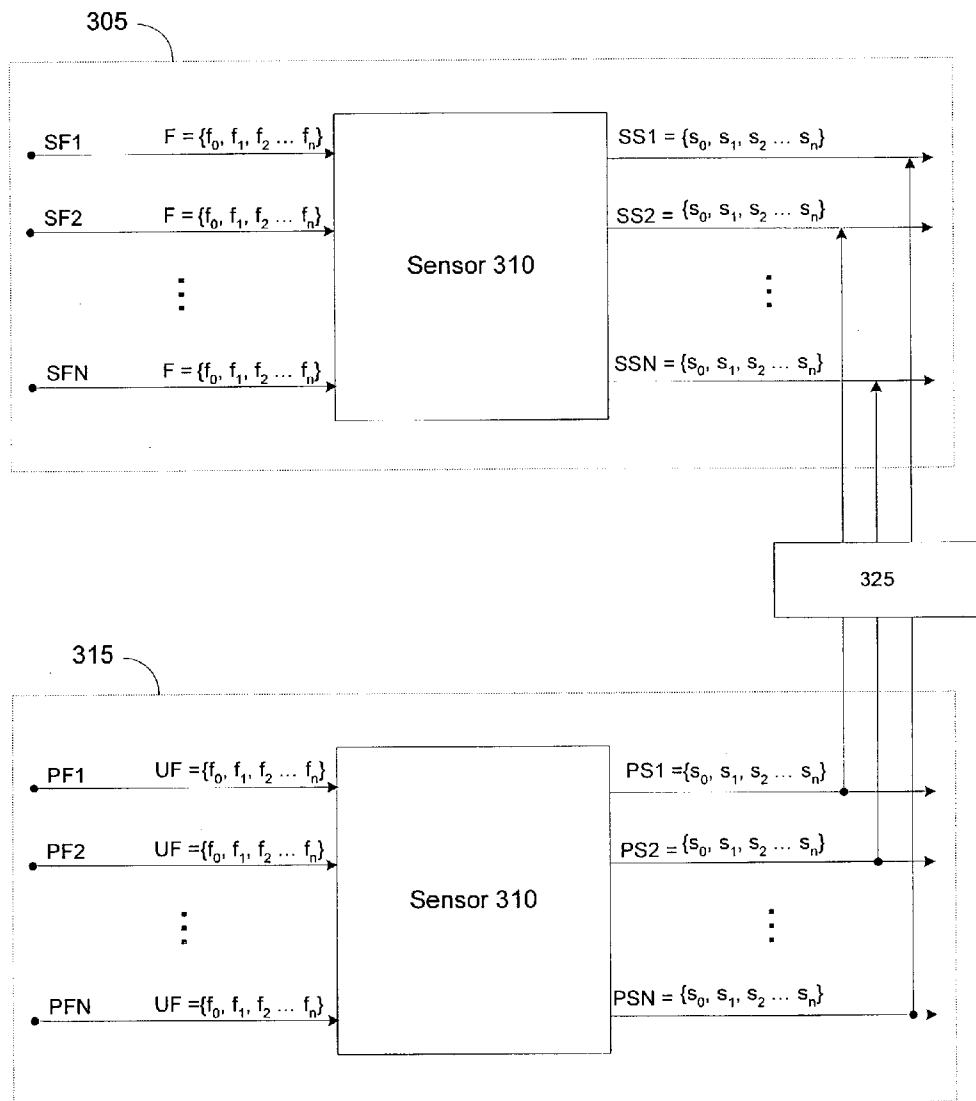 305
SF1 F = {f₀, f₁, f₂ ... fₙ} SS1 = {s₀, s₁, s₂ ... sₙ}
SF2 F = {f₀, f₁, f₂ ... fₙ} SS2 = {s₀, s₁, s₂ ... sₙ}
Sensor 310
SFN F = {f₀, f₁, f₂ ... fₙ} SSN = {s₀, s₁, s₂ ... sₙ}
325
315
PF1 UF ={f₀, f₁, f₂ ... fₙ} PS1 ={s₀, s₁, s₂ ... sₙ}
PF2 UF ={f₀, f₁, f₂ ... fₙ} PS2 = {s₀, s₁, s₂ ... sₙ}
Sensor 310
PFN UF ={f₀, f₁, f₂ ... fₙ} PSN = {s₀, s₁, s₂ ... sₙ}